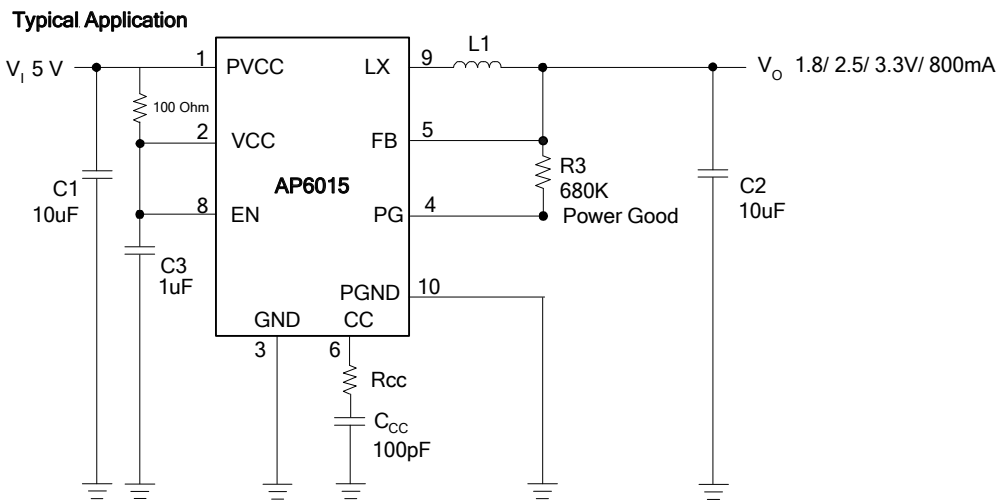 Typical Application
V_I 5 V
1
PVCC
LX
9
L1
V_O 1.8/ 2.5/ 3.3V/ 800mA
100 Ohm
2
VCC
FB
5
AP6015
R3
680K
C1
10uF
C2
10uF
8
EN
PG
4
Power Good
C3
1uF
PGND
10
GND
CC
3
6
Rcc
C_CC
100pF